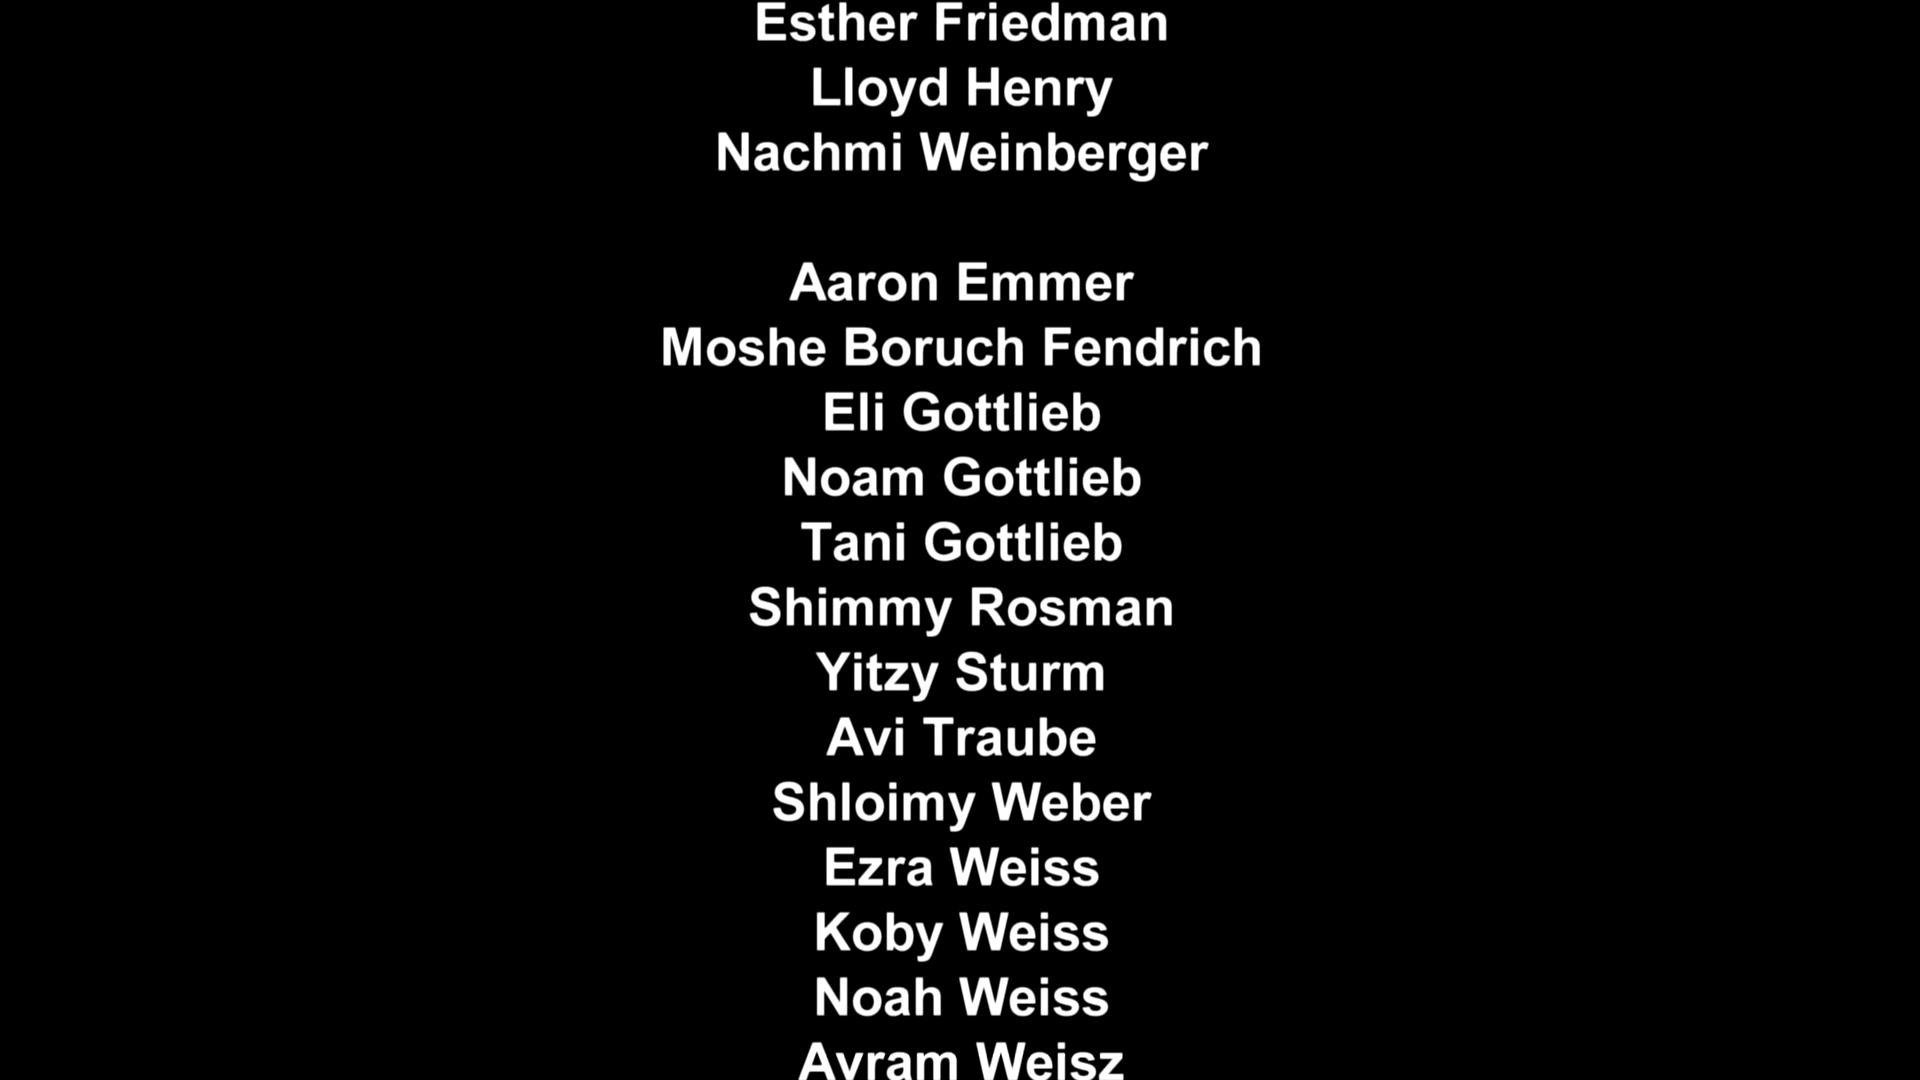 Esther Friedman
Lloyd Henry
Nachmi Weinberger
Aaron Emmer
Moshe Boruch Fendrich
Eli Gottlieb
Noam Gottlieb
Tani Gottlieb
Shimmy Rosman
Yitzy Sturm
Avi Traube
Shloimy Weber
Ezra Weiss
Koby Weiss
Noah Weiss
Avram Weisz